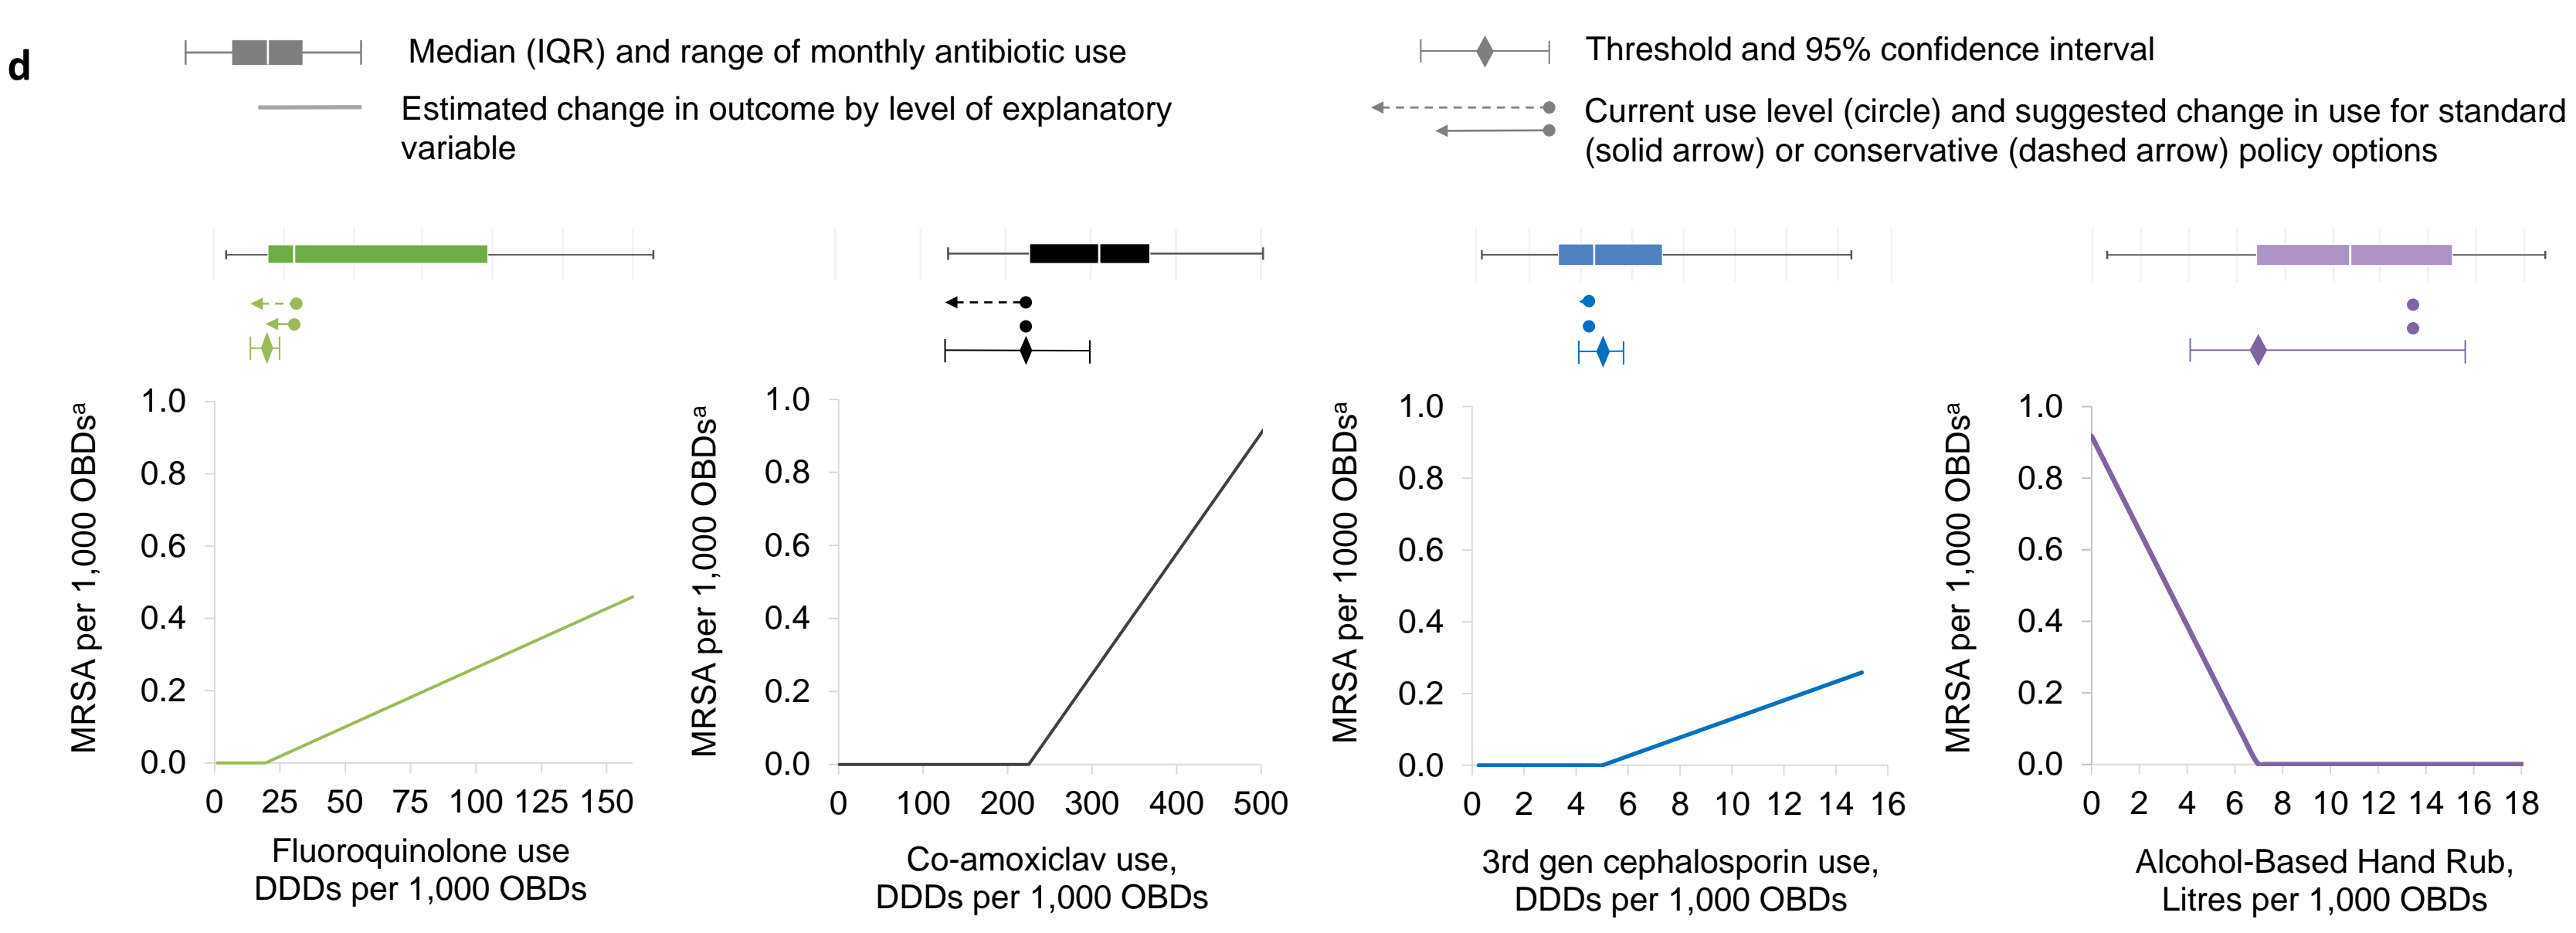 d
Median (IQR) and range of monthly antibiotic use
Estimated change in outcome by level of explanatory
variable
Threshold and 95% confidence interval
Current use level (circle) and suggested change in use for standard
(solid arrow) or conservative (dashed arrow) policy options
MRSA per 1,000 OBDsᵃ
1.0
0.8
0.6
0.4
0.2
0.0
0 25 50 75 100 125 150
Fluoroquinolone use
DDDs per 1,000 OBDs
MRSA per 1,000 OBDsᵃ
1.0
0.8
0.6
0.4
0.2
0.0
0 100 200 300 400 500
Co-amoxiclav use,
DDDs per 1,000 OBDs
MRSA per 1000 OBDsᵃ
1.0
0.8
0.6
0.4
0.2
0.0
0 2 4 6 8 10 12 14 16
3rd gen cephalosporin use,
DDDs per 1,000 OBDs
MRSA per 1,000 OBDsᵃ
1.0
0.8
0.6
0.4
0.2
0.0
0 2 4 6 8 10 12 14 16 18
Alcohol-Based Hand Rub,
Litres per 1,000 OBDs